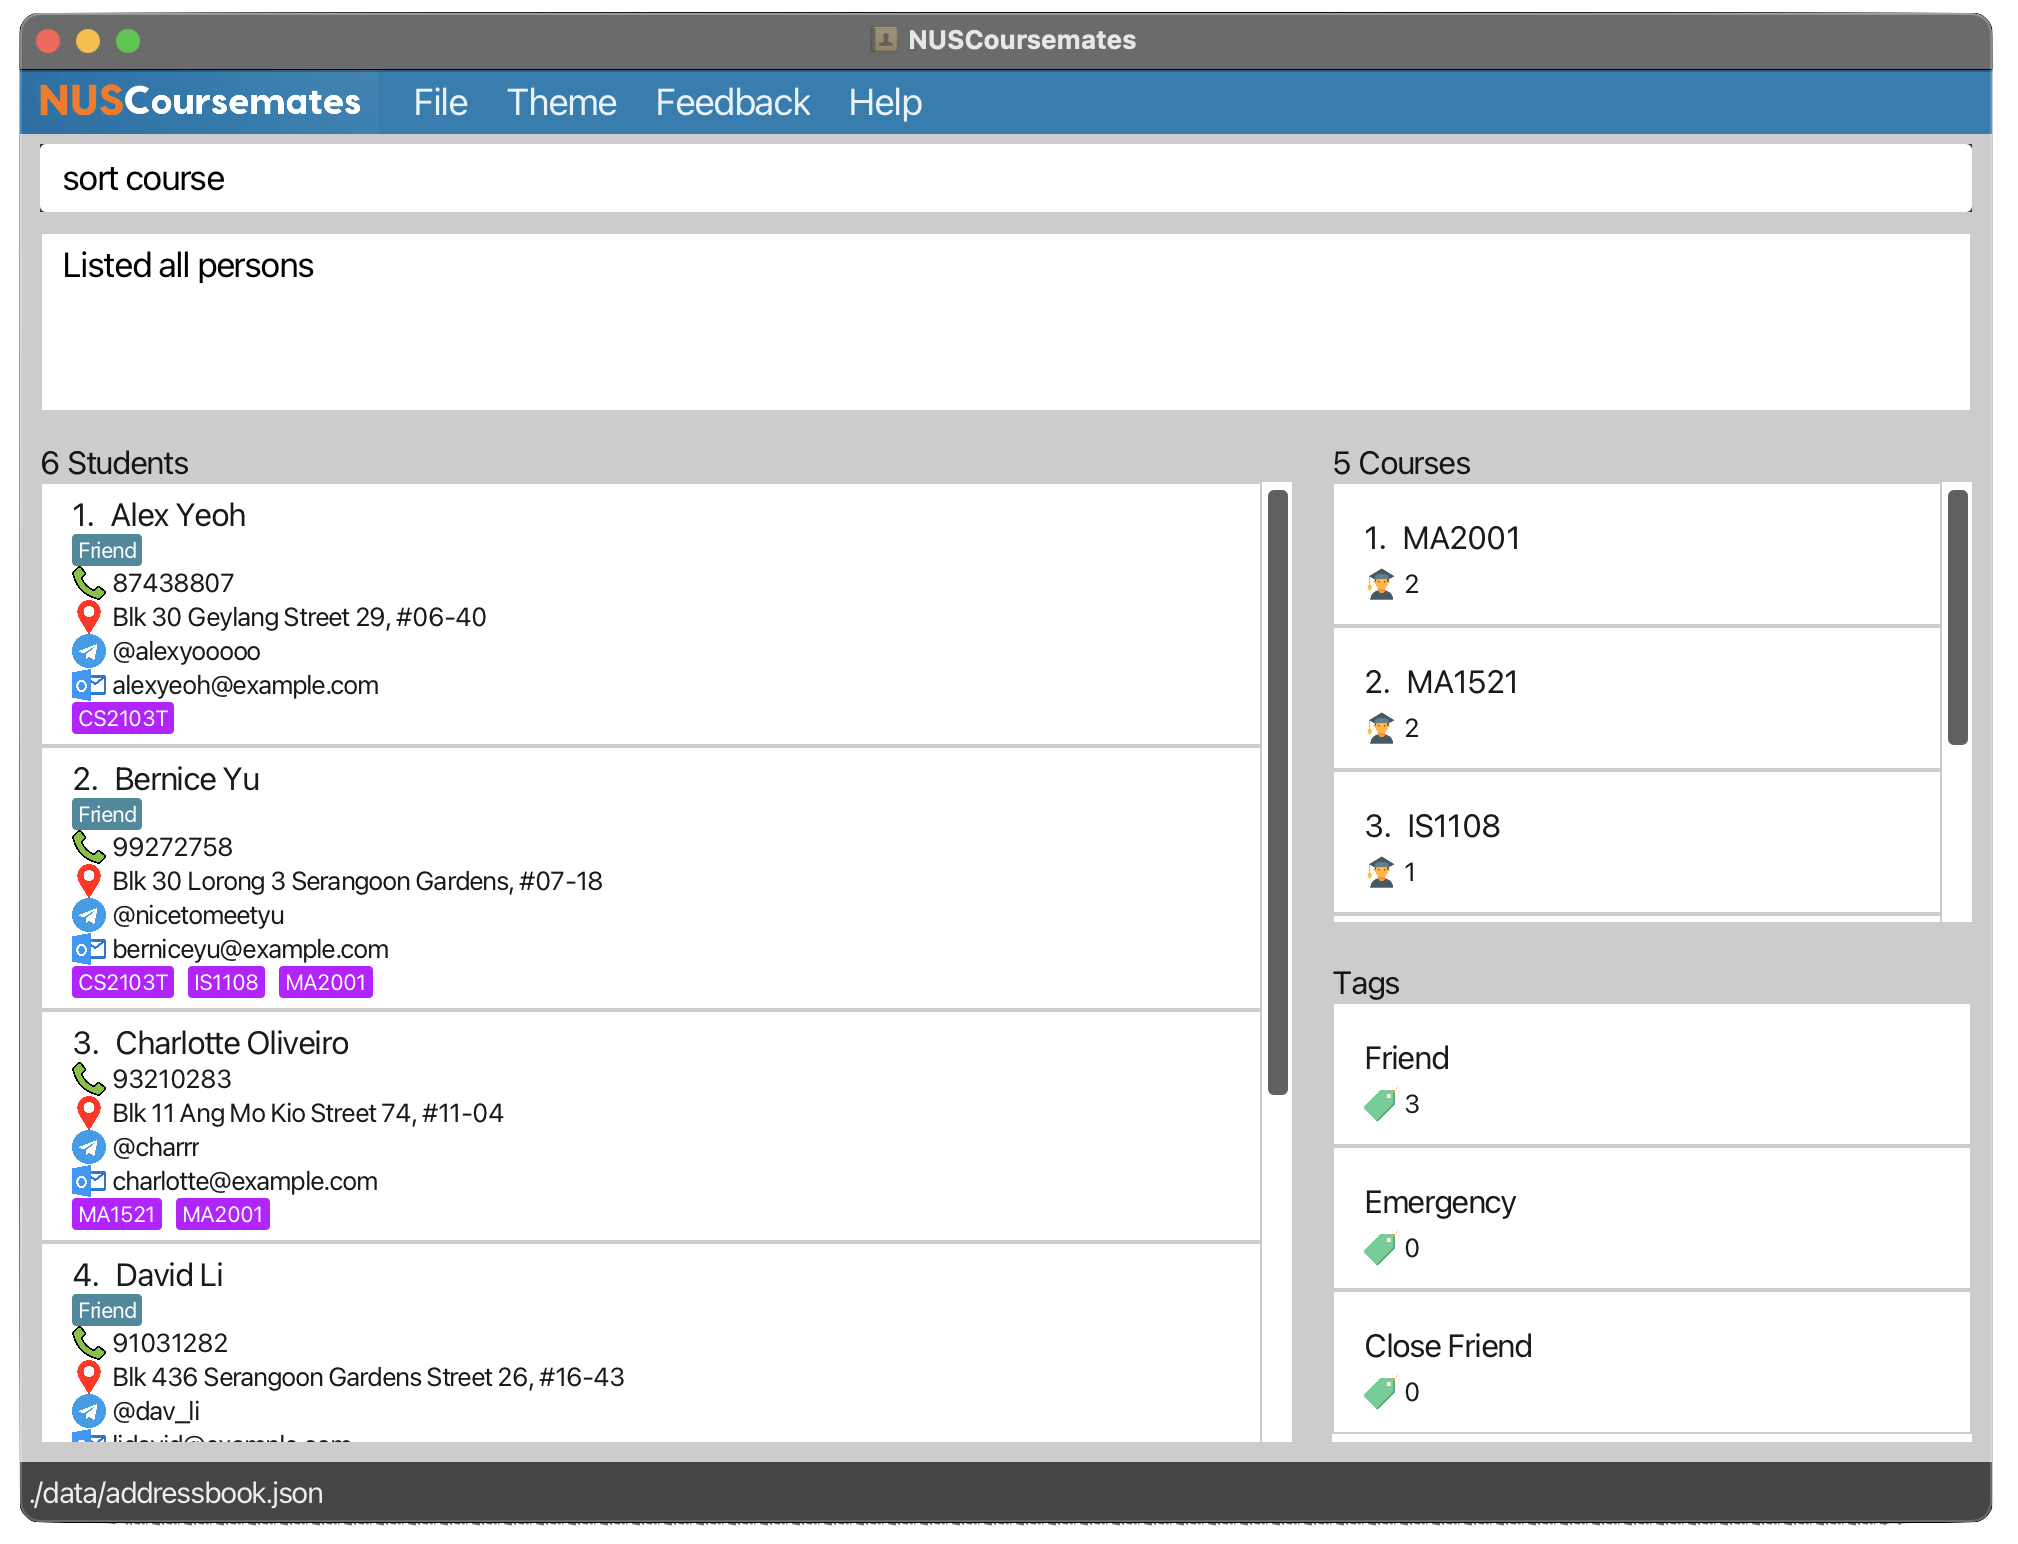 NUSCoursemates
NUSCoursemates File Theme Feedback Help
sort course
Listed all persons
6 Students
1. Alex Yeoh
Friend
87438807
Blk 30 Geylang Street 29, #06-40
@alexyooooo
alexyeoh@example.com
CS2103T
2. Bernice Yu
Friend
99272758
Blk 30 Lorong 3 Serangoon Gardens, #07-18
@nicetomeetyu
berniceyu@example.com
CS2103T IS1108 MA2001
3. Charlotte Oliveiro
93210283
Blk 11 Ang Mo Kio Street 74, #11-04
@charrr
charlotte@example.com
MA1521 MA2001
4. David Li
Friend
91031282
Blk 436 Serangoon Gardens Street 26, #16-43
@dav_li
lidavid@example.com
5 Courses
1. MA2001
2
2. MA1521
2
3. IS1108
1
Tags
Friend
3
Emergency
0
Close Friend
0
./data/addressbook.json